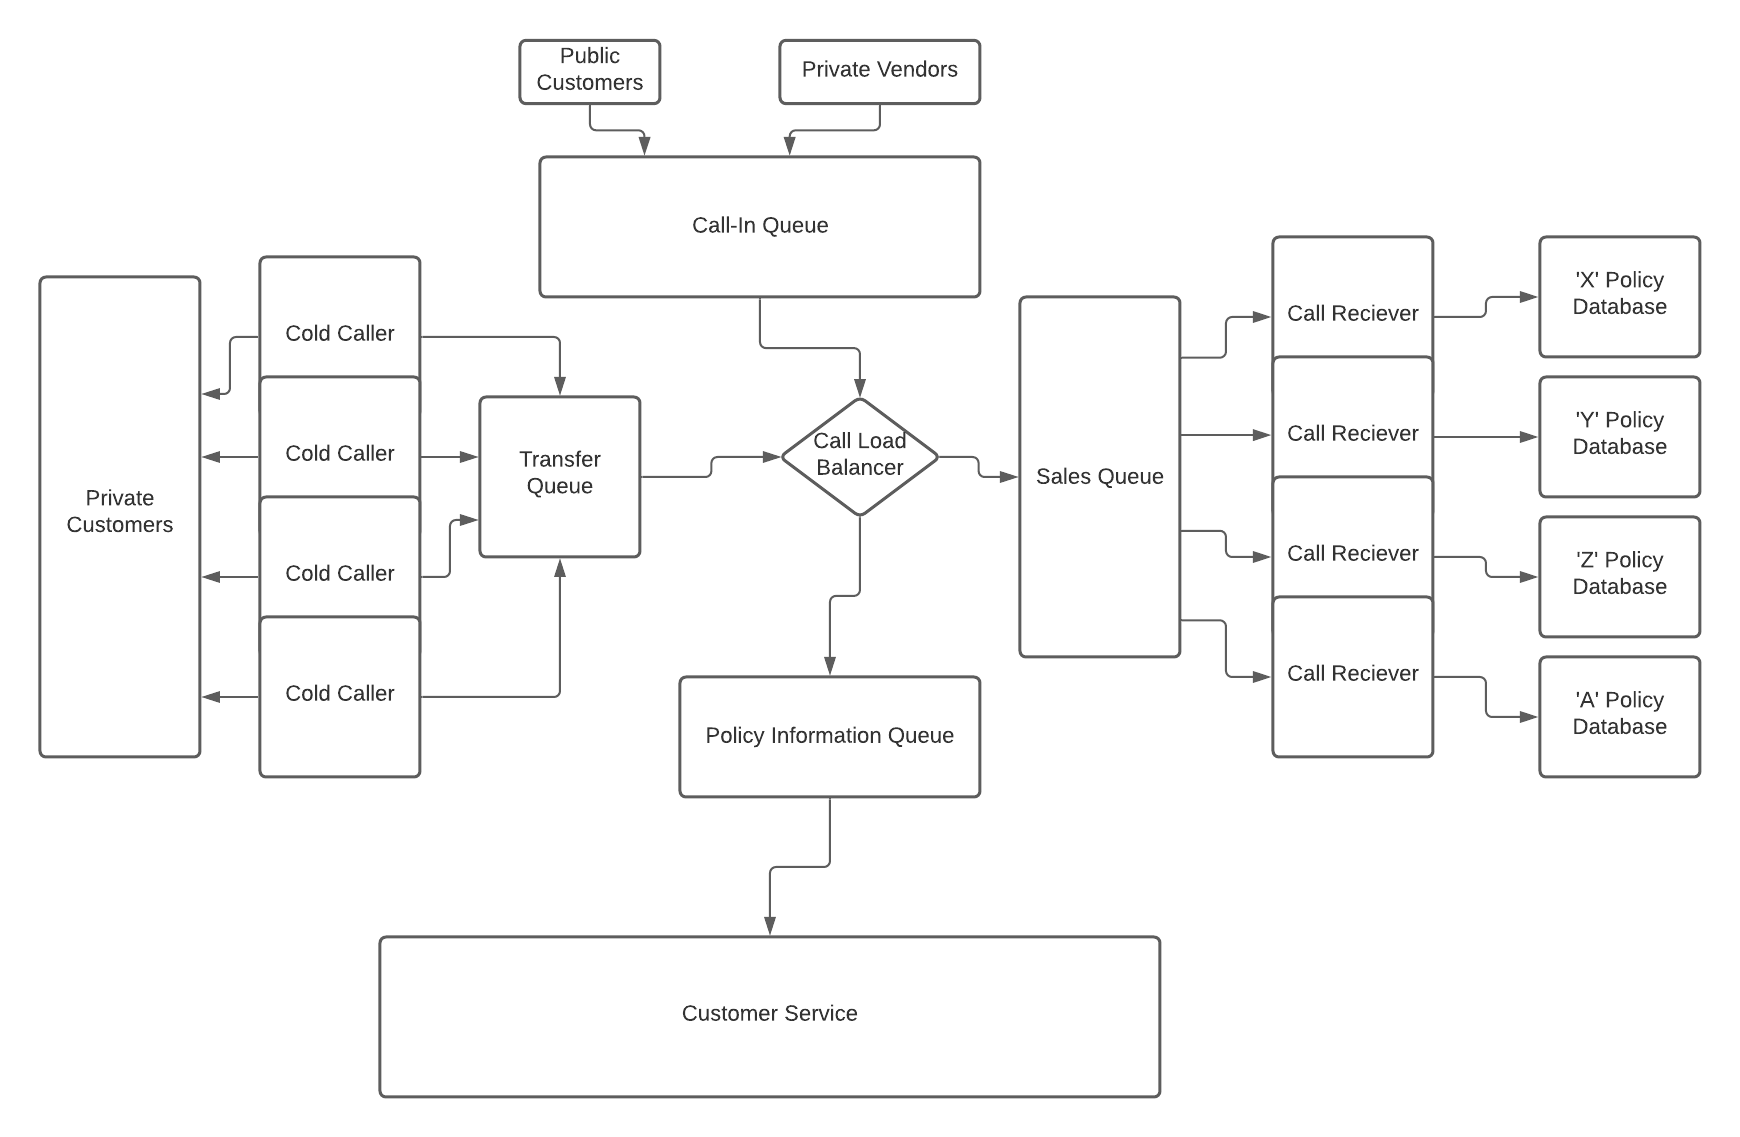 Public
Customers
Private Vendors
Call-In Queue
Private
Customers
Cold Caller
Cold Caller
Cold Caller
Cold Caller
Transfer
Queue
Call Load
Balancer
Sales Queue
Call Reciever
Call Reciever
Call Reciever
Call Reciever
'X' Policy
Database
'Y' Policy
Database
'Z' Policy
Database
'A' Policy
Database
Policy Information Queue
Customer Service